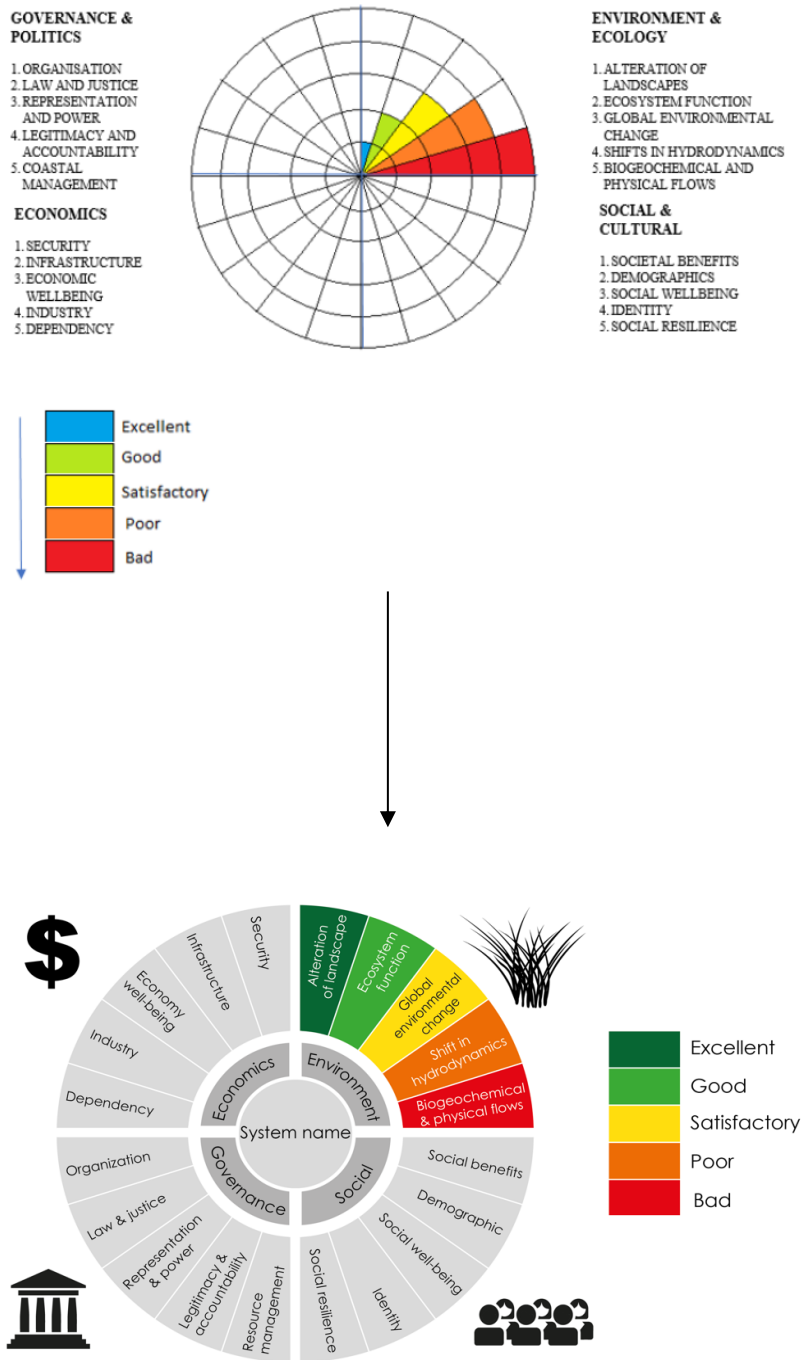 GOVERNANCE &
POLITICS
1. ORGANISATION
2. LAW AND JUSTICE
3. REPRESENTATION
AND POWER
4. LEGITIMACY AND
ACCOUNTABILITY
5. COASTAL
MANAGEMENT
ECONOMICS
1. SECURITY
2. INFRASTRUCTURE
3. ECONOMIC
WELLBEING
4. INDUSTRY
5. DEPENDENCY
ENVIRONMENT &
ECOLOGY
1. ALTERATION OF
LANDSCAPES
2. ECOSYSTEM FUNCTION
3. GLOBAL ENVIRONMENTAL
CHANGE
4. SHIFTS IN HYDRODYNAMICS
5. BIOGEOCHEMICAL AND
PHYSICAL FLOWS
SOCIAL &
CULTURAL
1. SOCIETAL BENEFITS
2. DEMOGRAPHICS
3. SOCIAL WELLBEING
4. IDENTITY
5. SOCIAL RESILIENCE
Excellent
Good
Satisfactory
Poor
Bad
$
Security
Infrastructure
Economy
well-being
Industry
Dependency
Economics
Alteration
of landscape
Ecosystem
function
Global
environmental
change
Shift in
hydrodynamics
Biogeochemical
& physical flows
Environment
System name
Governance
Organization
Law & justice
Representation
& power
Legitimacy &
accountability
Resource
management
Social
Social benefits
Demographic
Social well-being
Identity
Social resilience
Excellent
Good
Satisfactory
Poor
Bad